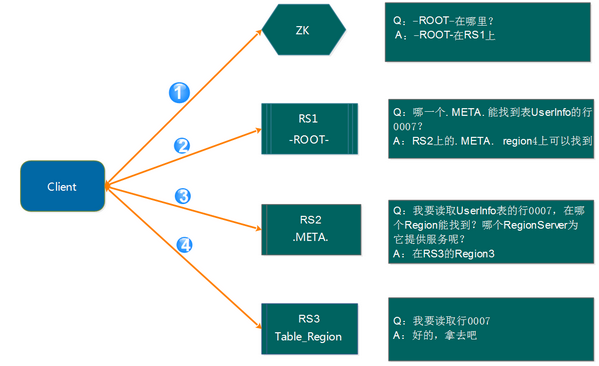 ZK
Q：-ROOT-在哪里？
A：-ROOT-在RS1上
1
2
RS1
-ROOT-
Q：哪一个.META.能找到表UserInfo的行
0007？
A：RS2上的.META. region4上可以找到
Client
3
RS2
.META.
Q：我要读取UserInfo表的行0007，在哪
个Region能找到？哪个RegionServer为
它提供服务呢？
A：在RS3的Region3
4
RS3
Table_Region
Q：我要读取行0007
A：好的，拿去吧